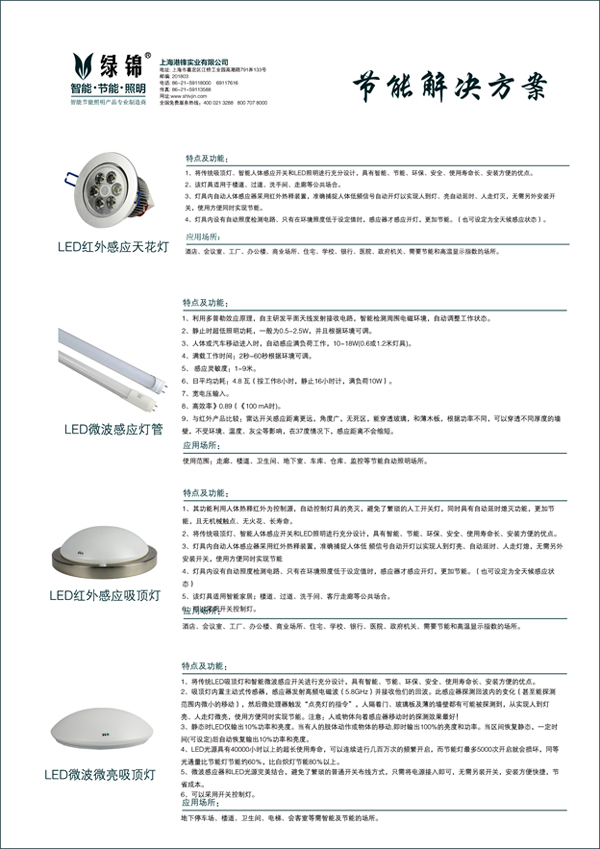 绿锦®
智能·节能·照明
智能节能照明产品专业制造商
上海港锋实业有限公司
地址: 上海市嘉定区江桥工业园高潮路791弄133号
邮编: 201803
电话: 86-21-59118000 69117616
传真: 86-21-59113588
网址:www.shlvjin.com
全国免费服务热线: 400 021 3288 800 707 8000
节能解决方案
特点及功能:
1、将传统吸顶灯、智能人体感应开关和LED照明进行充分设计，具有智能、节能、环保、安全、使用寿命长、安装方便的优点。
2、该灯具适用于楼道、过道、洗手间、走廊等公共场合。
3、灯具内自动人体感应器采用红外热释装置，准确捕捉人体低频信号自动开灯以实现人到灯、亮自动延时、人走灯灭，无需另外安装开
关，使用方便同时实现节能。
4、灯具内设有自动照度检测电路、只有在环境照度低于设定值时，感应器才感应开灯，更加节能。（也可设定为全天候感应状态）。
LED红外感应天花灯
应用场所:
酒店、会议室、工厂、办公楼、商业场所、住宅、学校、银行、医院、政府机关、需要节能和高温显示指数的场所。
特点及功能:
1、利用多普勒效应原理，自主研发平面天线发射接收电路，智能检测周围电磁环境，自动调整工作状态。
2、静止时超低照明功耗，一般为0.5~2.5W，并且根据环境可调。
3、人体或汽车移动进入时，自动感应满负荷工作，10~18W(0.6或1.2米灯具)。
4、满载工作时间：2秒~60秒根据环境可调。
5、感应灵敏度：1~9米。
6、日平均功耗：4.8 瓦（按工作8小时，静止16小时计，满负荷10W）。
7、宽电压输入。
8、高效率》0.89（《100 mA时)。
9、与红外产品比较：雷达开关感应距离更远，角度广，无死区，能穿透玻璃，和薄木板，根据功率不同，可以穿透不同厚度的墙
壁，不受环境、温度、灰尘等影响，在37度情况下，感应距离不会缩短。
LED微波感应灯管
应用场所:
使用范围：走廊、楼道、卫生间、地下室、车库、仓库、监控等节能自动照明场所。
特点及功能:
1、其功能利用人体热释红外为控制源，自动控制灯具的亮灭，避免了繁琐的人工开关灯，同时具有自动延时熄灭功能，更加节
能，且无机械触点、无火花、长寿命。
2、将传统吸顶灯、智能人体感应开关和LED照明进行充分设计，具有智能、节能、环保、安全、使用寿命长、安装方便的优点。
3、灯具内自动人体感应器采用红外热释装置，准确捕捉人体低 频信号自动开灯以实现人到灯亮、自动延时、人走灯熄，无需另外
安装开关，使用方便同时实现节能
4、灯具内设有自动照度检测电路、只有在环境照度低于设定值时，感应器才感应开灯，更加节能。（也可设定为全天候感应状
态）
5、该灯具适用智能家居：楼道、过道、洗手间、客厅走廊等公共场合。
6、可以采用开关控制灯。
LED红外感应吸顶灯
应用场所:
酒店、会议室、工厂、办公楼、商业场所、住宅、学校、银行、医院、政府机关、需要节能和高温显示指数的场所。
特点及功能:
1、将传统LED吸顶灯和智能微波感应开关进行充分设计，具有智能、节能、环保、安全、使用寿命长、安装方便的优点。
2、吸顶灯内置主动式传感器，感应器发射高频电磁波（5.8GHz）并接收他们的回波。此感应器探测回波内的变化（甚至能探测
范围内微小的移动），然后微处理器触发“点亮灯的指令”，人隔着门、玻璃板及薄的墙壁都有可能被探测到，从实现人到灯
亮、人走灯微亮，使用方便同时实现节能。注意：人或物体向着感应器移动时的探测效果最好！
3、静态时LED仅输出10%功率和亮度。当有人的肢体动作或物体的移动,即时输出100%的亮度和功率。当区间恢复静态，一定时
间(可设定)后自动恢复输出10%功率和亮度。
4、LED光源具有40000小时以上的超长使用寿命，可以连续进行几百万次的频繁开启，而节能灯最多5000次开启就会损坏，同等
光通量比节能灯节能约60%，比白炽灯节能80%以上。
5、微波感应器和LED光源完美结合，避免了繁琐的普通开关布线方式，只需将电源接入即可，无需另装开关，安装方便快捷，节
省成本。
6、可以采用开关控制灯。
LED微波微亮吸顶灯
应用场所:
地下停车场、楼道、卫生间、电梯、会客室等需智能及节能的场所。